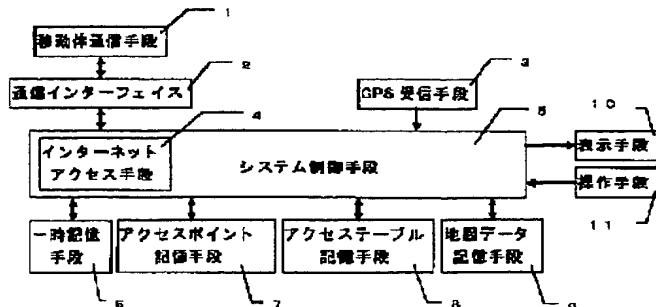 1
移動体通信手段
2
通信インターフェイス
3
GPS 受信手段
4
5
インターネット
アクセス手段
システム制御手段
10
表示手段
操作手段
11
一時記憶
手段
アクセスポイント
記憶手段
アクセステーブル
記憶手段
地図データ
記憶手段
6
7
8
9